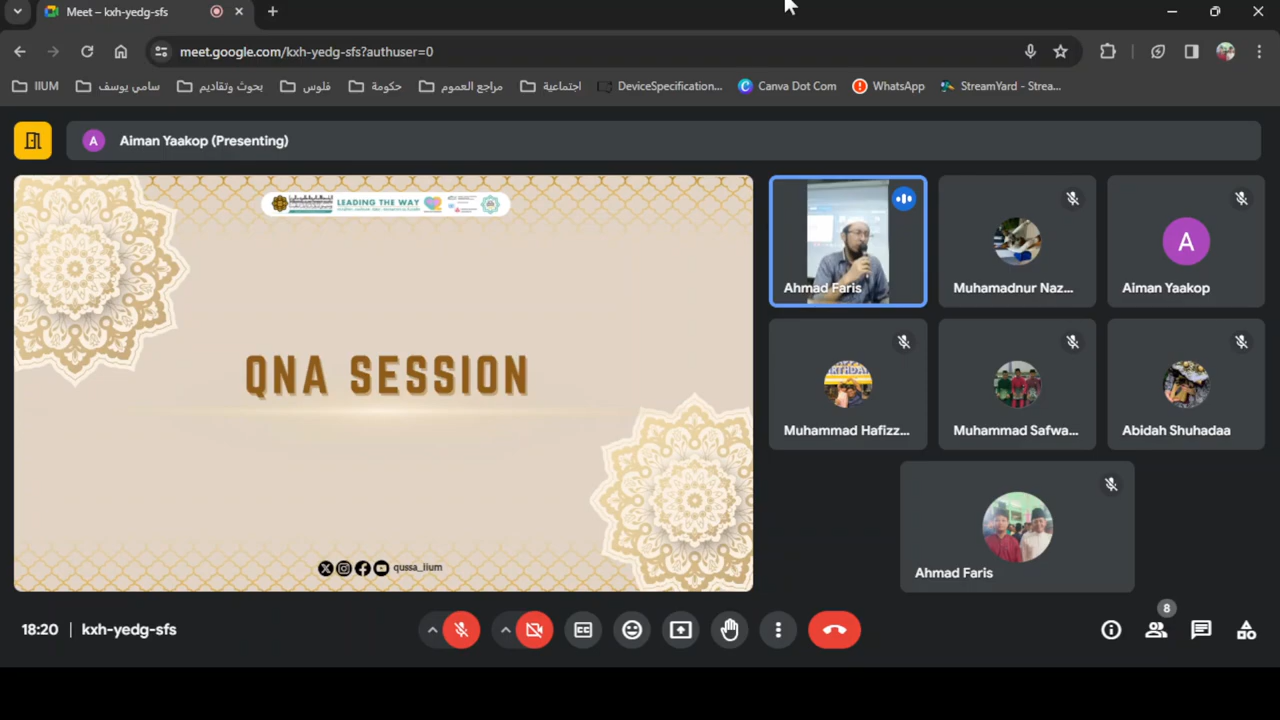 Meet – kxh-yedg-sfs
meet.google.com/kxh-yedg-sfs?authuser=0
IIUM
سامي يوسف
بحوث وتقاديم
فلوس
حكومة
مراجع العموم
اجتماعية
DeviceSpecification...
Canva Dot Com
WhatsApp
StreamYard - Strea...
A
Aiman Yaakop (Presenting)
LEADING THE WAY
QNA SESSION
qussa_iium
Ahmad Faris
Muhamadnur Naz...
A
Aiman Yaakop
BIRTHDAY
Muhammad Hafizz...
Muhammad Safwa...
Abidah Shuhadaa
Ahmad Faris
18:20 | kxh-yedg-sfs
CC
8